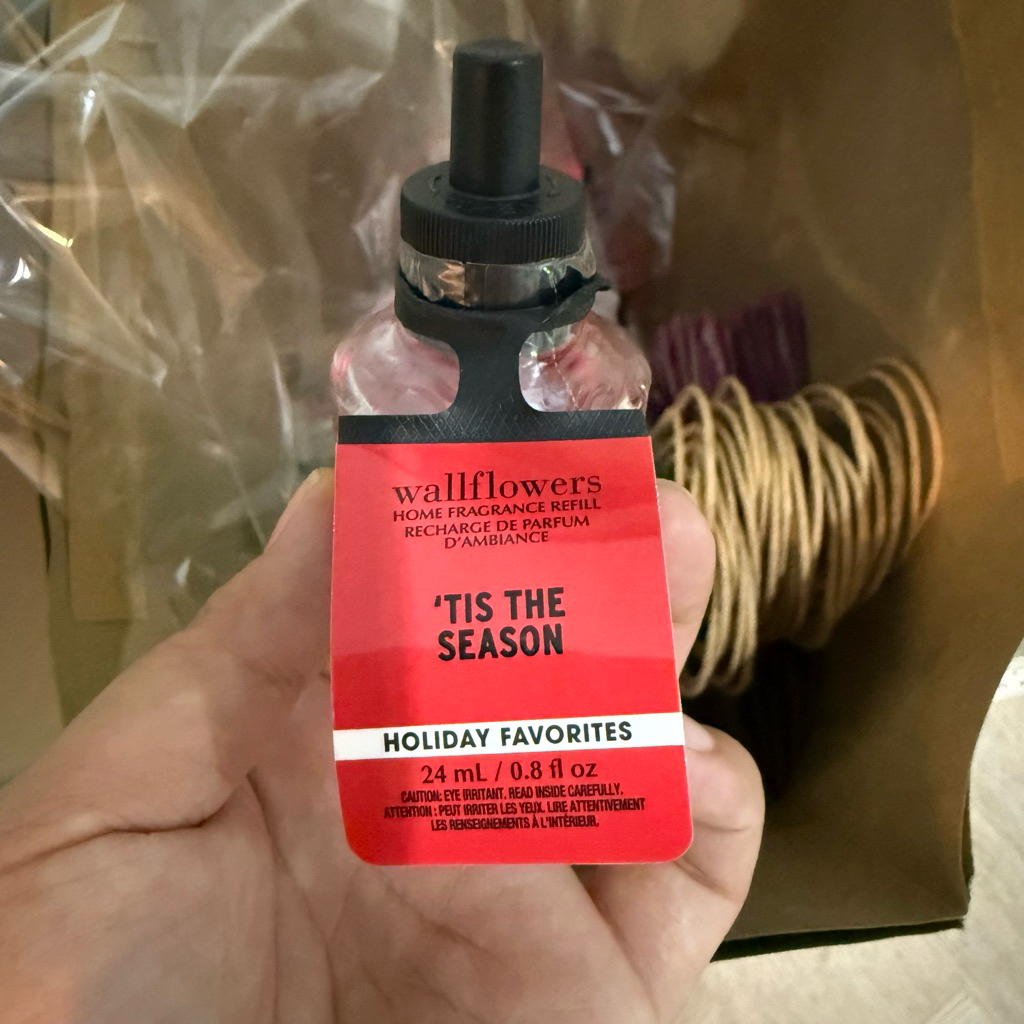 wallflowers
HOME FRAGRANCE REFILL
RECHARGE DE PARFUM
D'AMBIANCE
'TIS THE
SEASON
HOLIDAY FAVORITES
24 mL / 0.8 fl oz
CAUTION: EYE IRRITANT. READ INSIDE CAREFULLY.
ATTENTION : PEUT IRRITER LES YEUX. LIRE ATTENTIVEMENT
LES RENSEIGNEMENTS À L'INTÉRIEUR.